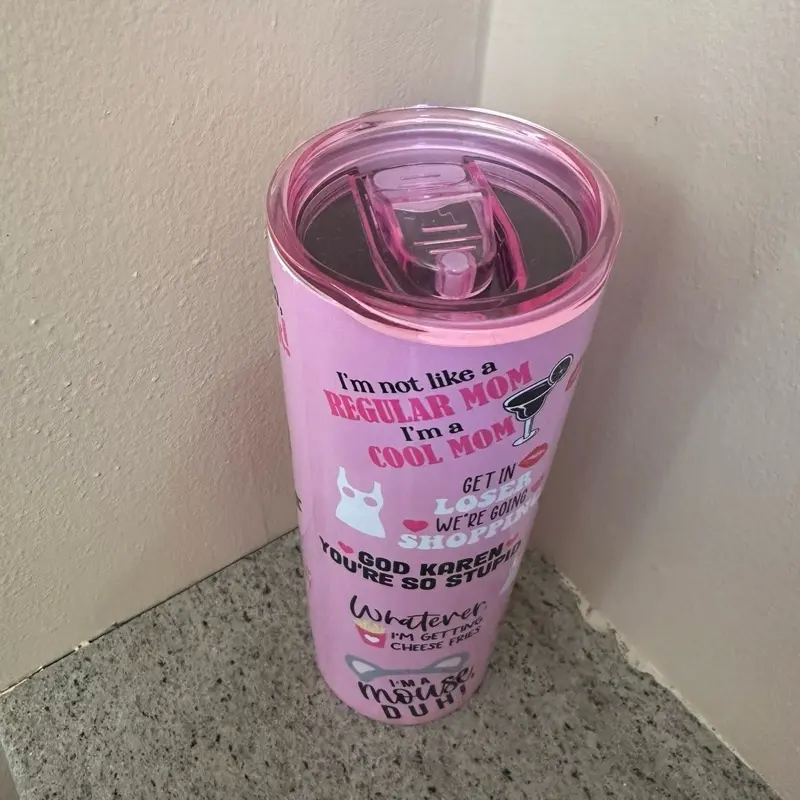 I'm not like a
REGULAR MOM
I'm a
COOL MOM
GET IN
LOSER
WE'RE GOING
SHOPPING
GOD KAREN
YOU'RE SO STUPID
Whatever,
I'M GETTING
CHEESE FRIES
I'M A
mouse,
DUH!